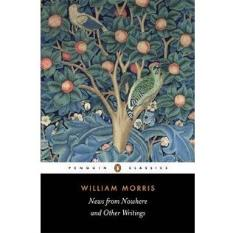 PENGUIN CLASSICS
WILLIAM MORRIS
News from Nowhere
and Other Writings